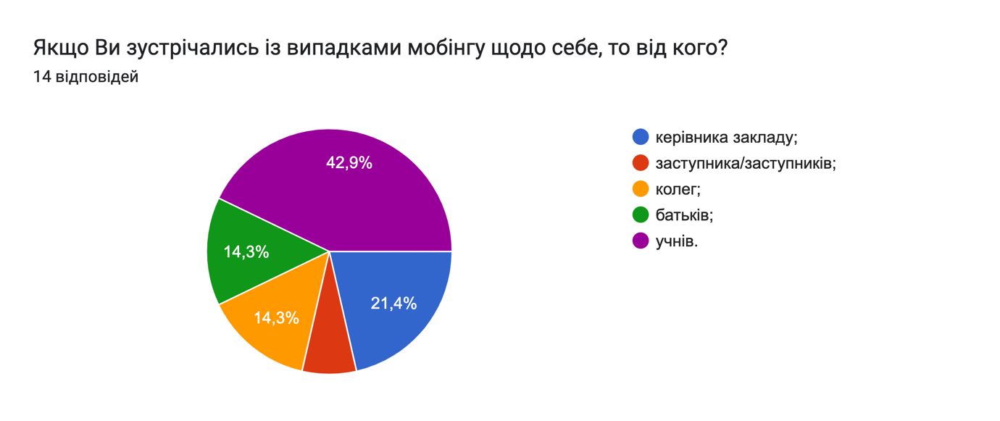 Якщо Ви зустрічались із випадками мобінгу щодо себе, то від кого?
14 відповідей
42,9%
14,3%
14,3%
21,4%
керівника закладу;
заступника/заступників;
колег;
батьків;
учнів.